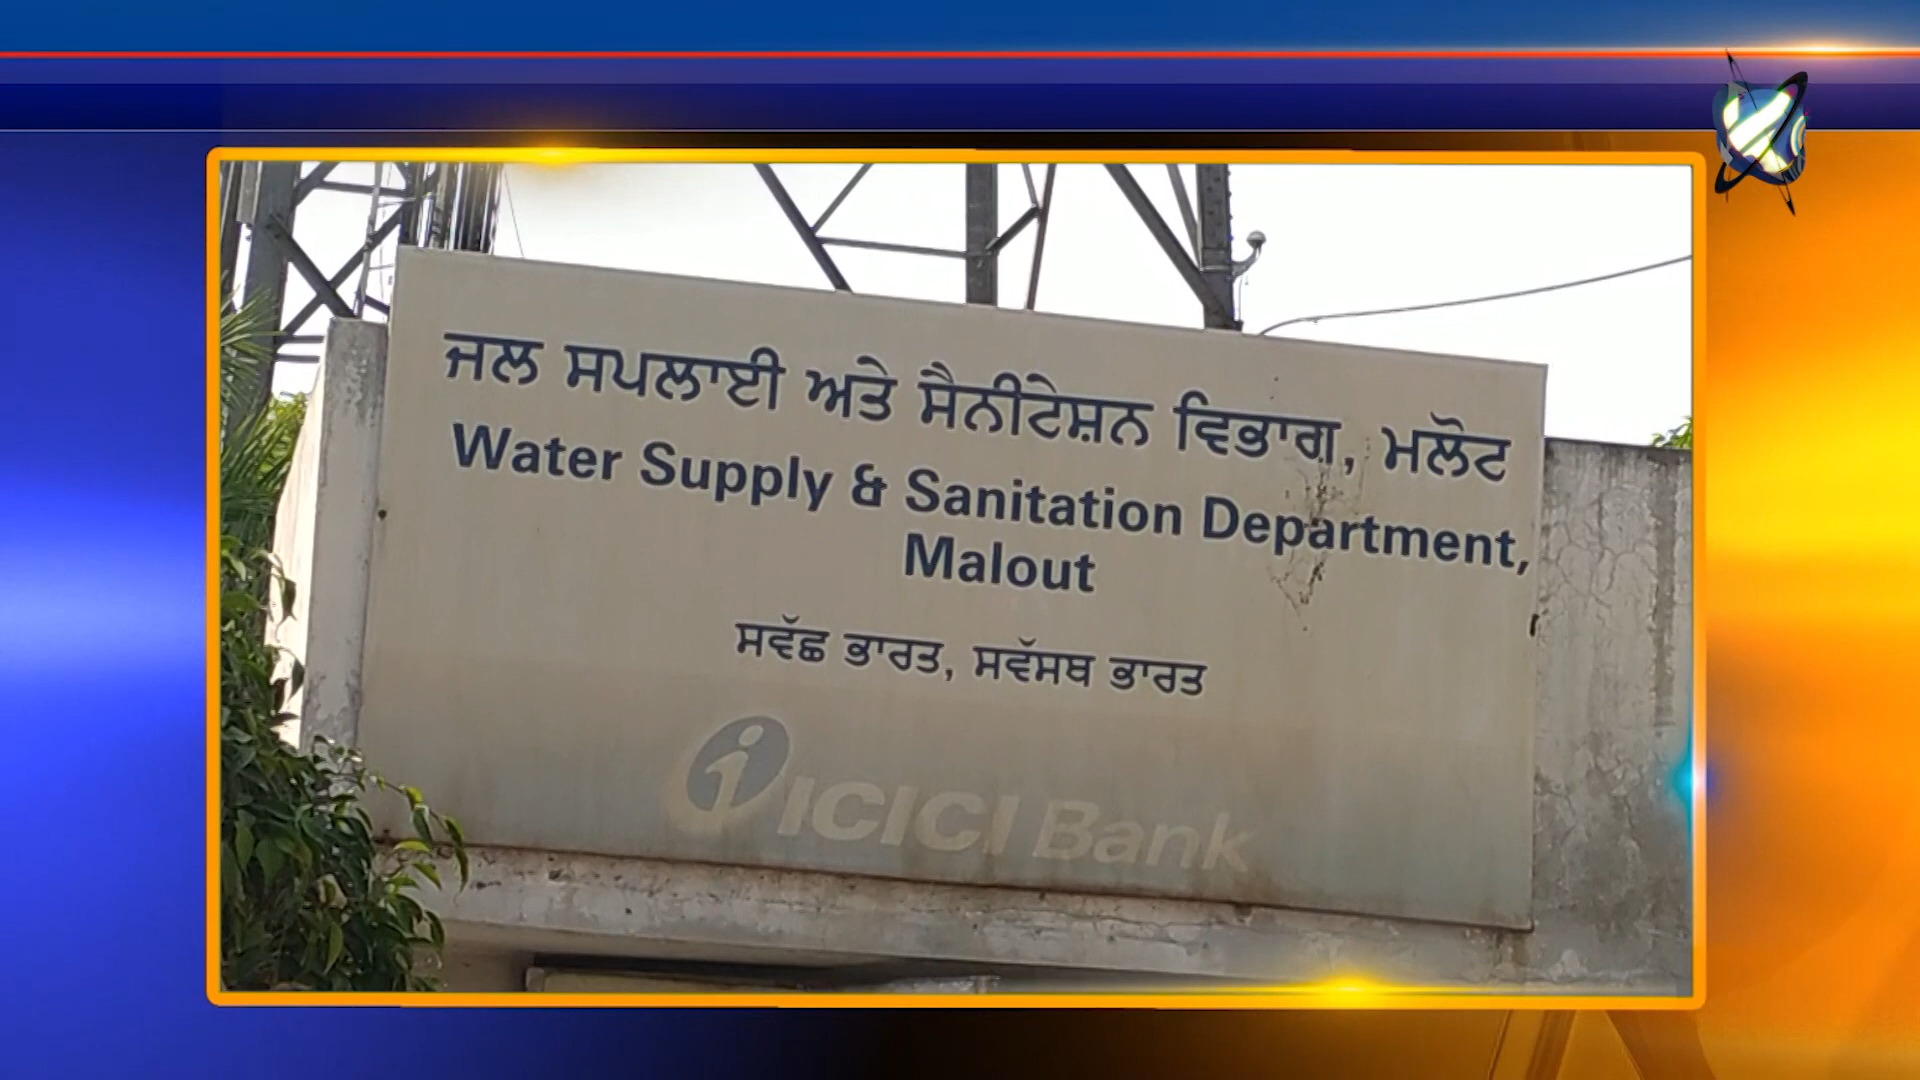 ਜਲ ਸਪਲਾਈ ਅਤੇ ਸੈਨੀਟੇਸ਼ਨ ਵਿਭਾਗ, ਮਲੋਟ
Water Supply & Sanitation Department,
Malout
ਸਵੱਛ ਭਾਰਤ, ਸਵੱਸਥ ਭਾਰਤ
ICICI Bank